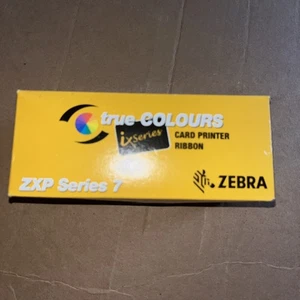 true COLOURS
ix series
CARD PRINTER
RIBBON
ZXP Series 7
ZEBRA